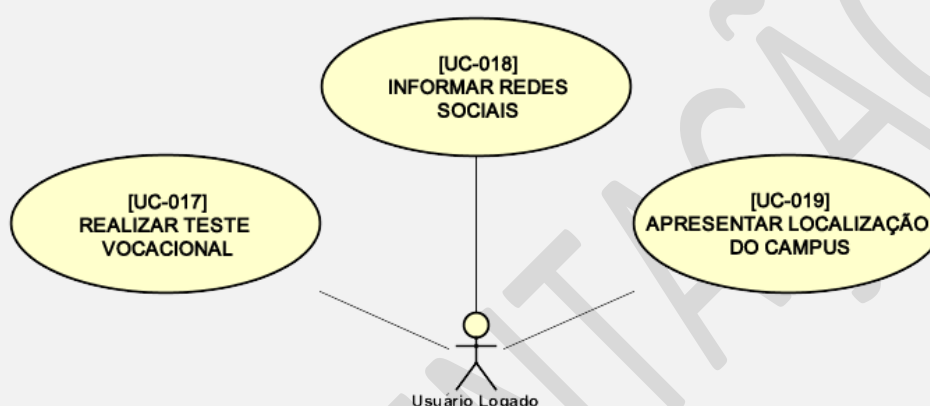 [UC-018]
INFORMAR REDES
SOCIAIS
[UC-017]
REALIZAR TESTE
VOCACIONAL
[UC-019]
APRESENTAR LOCALIZAÇÃO
DO CAMPUS
Usuário Logado